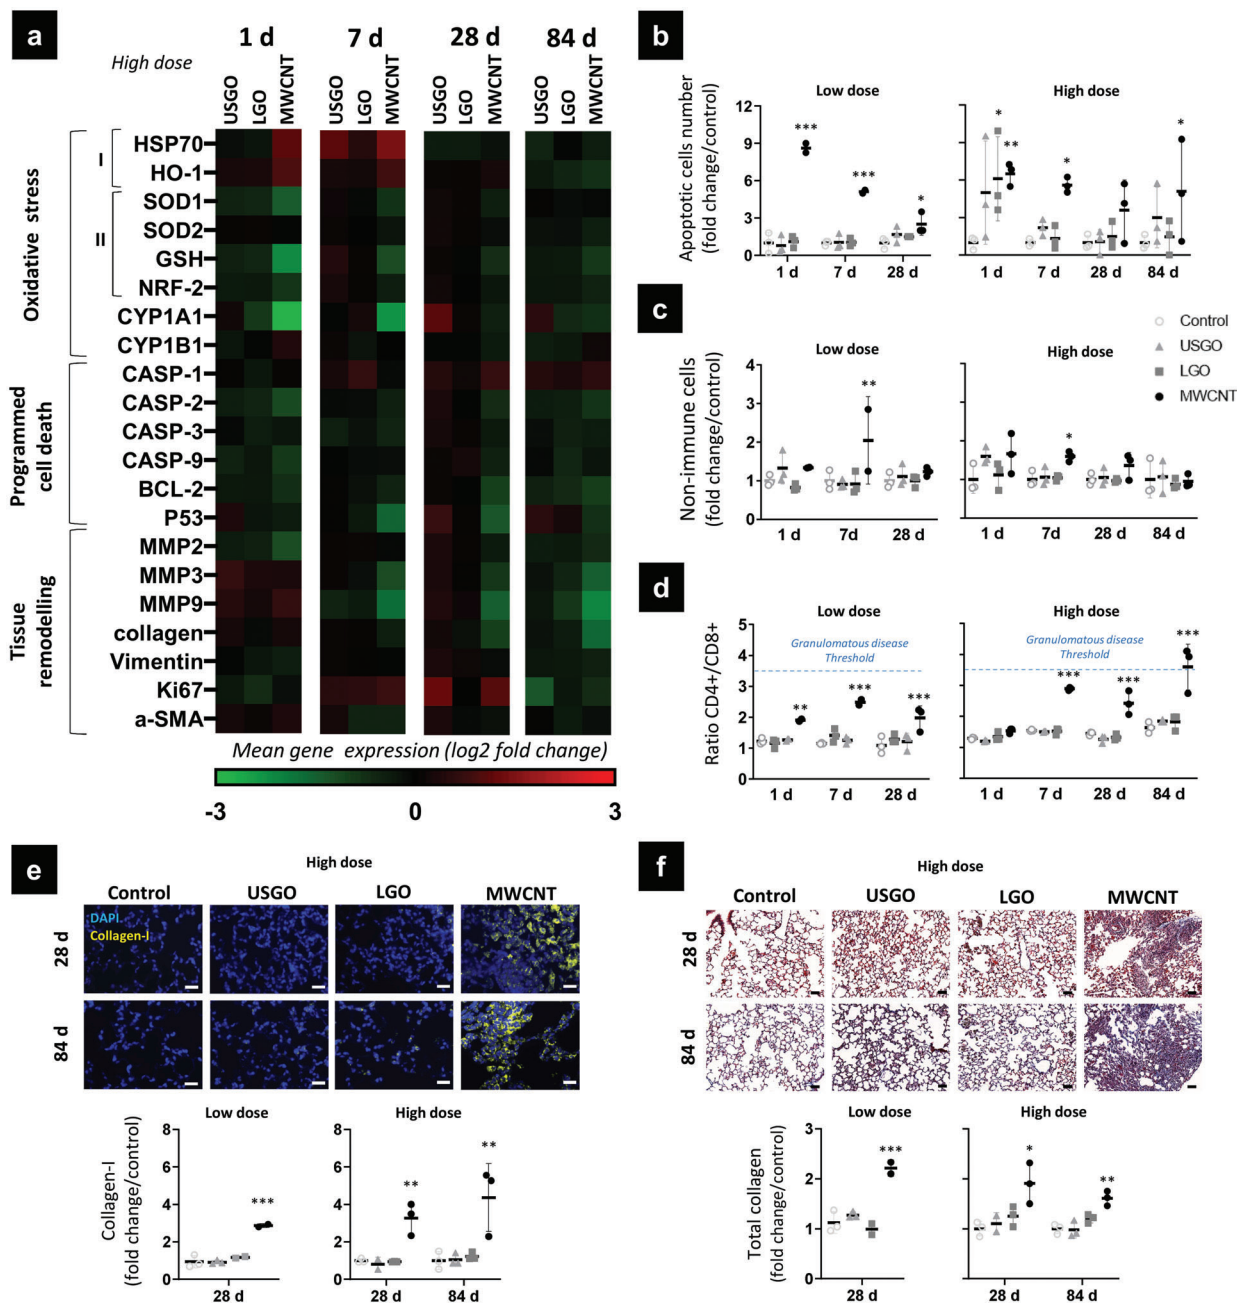 a
1 d 7 d 28 d 84 d
High dose
USGO LGO MWCNT USGO LGO MWCNT USGO LGO MWCNT USGO LGO MWCNT
Oxidative stress
I
II
HSP70
HO-1
SOD1
SOD2
GSH
NRF-2
CYP1A1
CYP1B1
Programmed
cell death
CASP-1
CASP-2
CASP-3
CASP-9
BCL-2
P53
Tissue
remodelling
MMP2
MMP3
MMP9
collagen
Vimentin
Ki67
a-SMA
Mean gene expression (log2 fold change)
-3 0 3
b
Low dose High dose
Apoptotic cells number
(fold change/control)
12
9
6
3
0
*** *** *
* ** * *
1 d 7 d 28 d 1 d 7 d 28 d 84 d
c
Control
USGO
LGO
MWCNT
Low dose High dose
Non-immune cells
(fold change/control)
4
3
2
1
0
** *
1 d 7 d 28 d 1 d 7 d 28 d 84 d
d
Low dose High dose
Ratio CD4+/CD8+
5
4
3
2
1
0
Granulomatous disease
Threshold
Granulomatous disease
Threshold
** *** ***
*** *** ***
1 d 7 d 28 d 1 d 7 d 28 d 84 d
e
High dose
Control USGO LGO MWCNT
DAPI
Collagen-I
28 d
84 d
Low dose High dose
Collagen-I
(fold change/control)
8
6
4
2
0
***
8
6
4
2
0
** **
28 d 28 d 84 d
f
High dose
Control USGO LGO MWCNT
28 d
84 d
Low dose High dose
Total collagen
(fold change/control)
3
2
1
0
*** * **
28 d 28 d 84 d